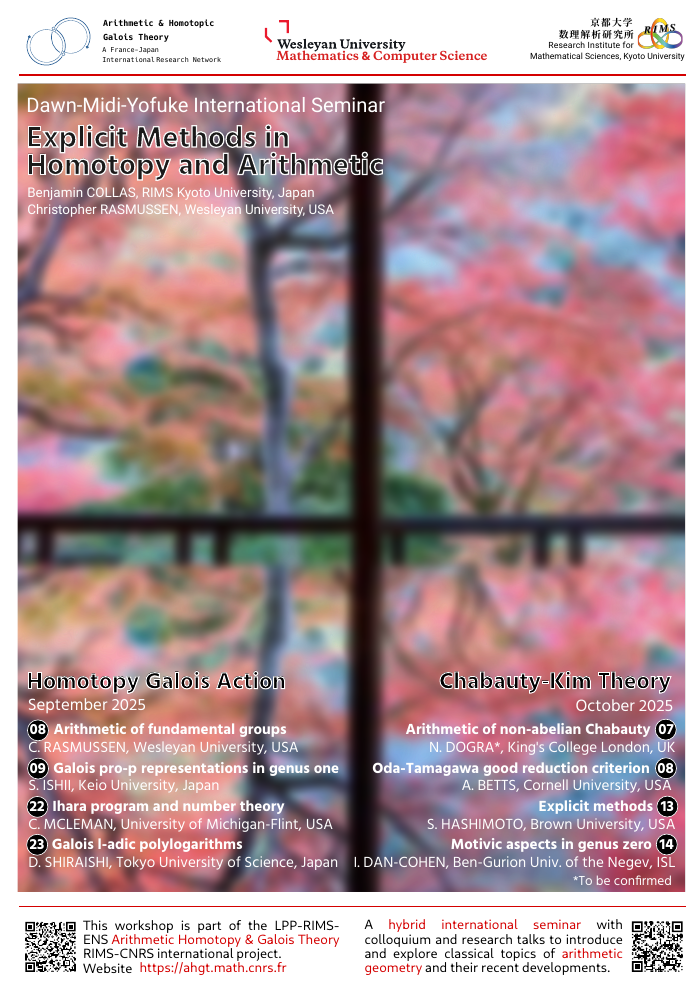 Arithmetic & Homotopic
Galois Theory
A France-Japan
International Research Network
Wesleyan University
Mathematics & Computer Science
京都大学
数理解析研究所
Research Institute for
Mathematical Sciences, Kyoto University
RIMS
Dawn-Midi-Yofuke International Seminar
Explicit Methods in
Homotopy and Arithmetic
Benjamin COLLAS, RIMS Kyoto University, Japan
Christopher RASMUSSEN, Wesleyan University, USA
Homotopy Galois Action
September 2025
08 Arithmetic of fundamental groups
C. RASMUSSEN, Wesleyan University, USA
09 Galois pro-p representations in genus one
S. ISHII, Keio University, Japan
22 Ihara program and number theory
C. MCLEMAN, University of Michigan-Flint, USA
23 Galois l-adic polylogarithms
D. SHIRAISHI, Tokyo University of Science, Japan
Chabauty-Kim Theory
October 2025
Arithmetic of non-abelian Chabauty 07
N. DOGRA*, King's College London, UK
Oda-Tamagawa good reduction criterion 08
A. BETTS, Cornell University, USA
Explicit methods 13
S. HASHIMOTO, Brown University, USA
Motivic aspects in genus zero 14
I. DAN-COHEN, Ben-Gurion Univ. of the Negev, ISL
*To be confirmed
This workshop is part of the LPP-RIMS-
ENS Arithmetic Homotopy & Galois Theory
RIMS-CNRS international project.
Website https://ahgt.math.cnrs.fr
A hybrid international seminar with
colloquium and research talks to introduce
and explore classical topics of arithmetic
geometry and their recent developments.